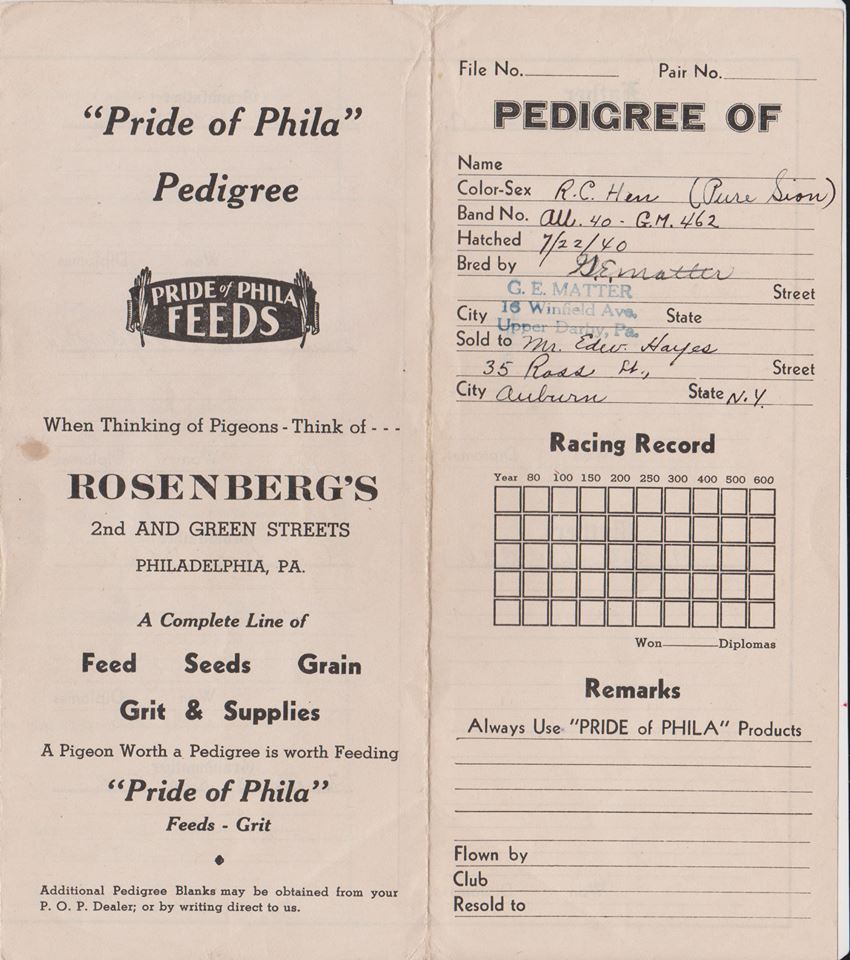 "Pride of Phila"
Pedigree
PRIDE of PHILA
FEEDS
When Thinking of Pigeons - Think of - - -
ROSENBERG'S
2nd AND GREEN STREETS
PHILADELPHIA, PA.
A Complete Line of
Feed Seeds Grain
Grit & Supplies
A Pigeon Worth a Pedigree is worth Feeding
"Pride of Phila"
Feeds - Grit
Additional Pedigree Blanks may be obtained from your
P. O. P. Dealer; or by writing direct to us.
File No. Pair No.
PEDIGREE OF
Name
Color-Sex R.C. Hen (Pure Sion)
Band No. All. 40 - G.M. 462
Hatched 7/22/40
Bred by G.E. Matter
G. E. MATTER Street
City 16 Winfield Ave. State
Upper Darby, Pa.
Sold to Mr. Edw. Hayes
35 Ross St., Street
City Auburn State N.Y.
Racing Record
Year 80 100 150 200 250 300 400 500 600
Won Diplomas
Remarks
Always Use "PRIDE of PHILA" Products
Flown by
Club
Resold to